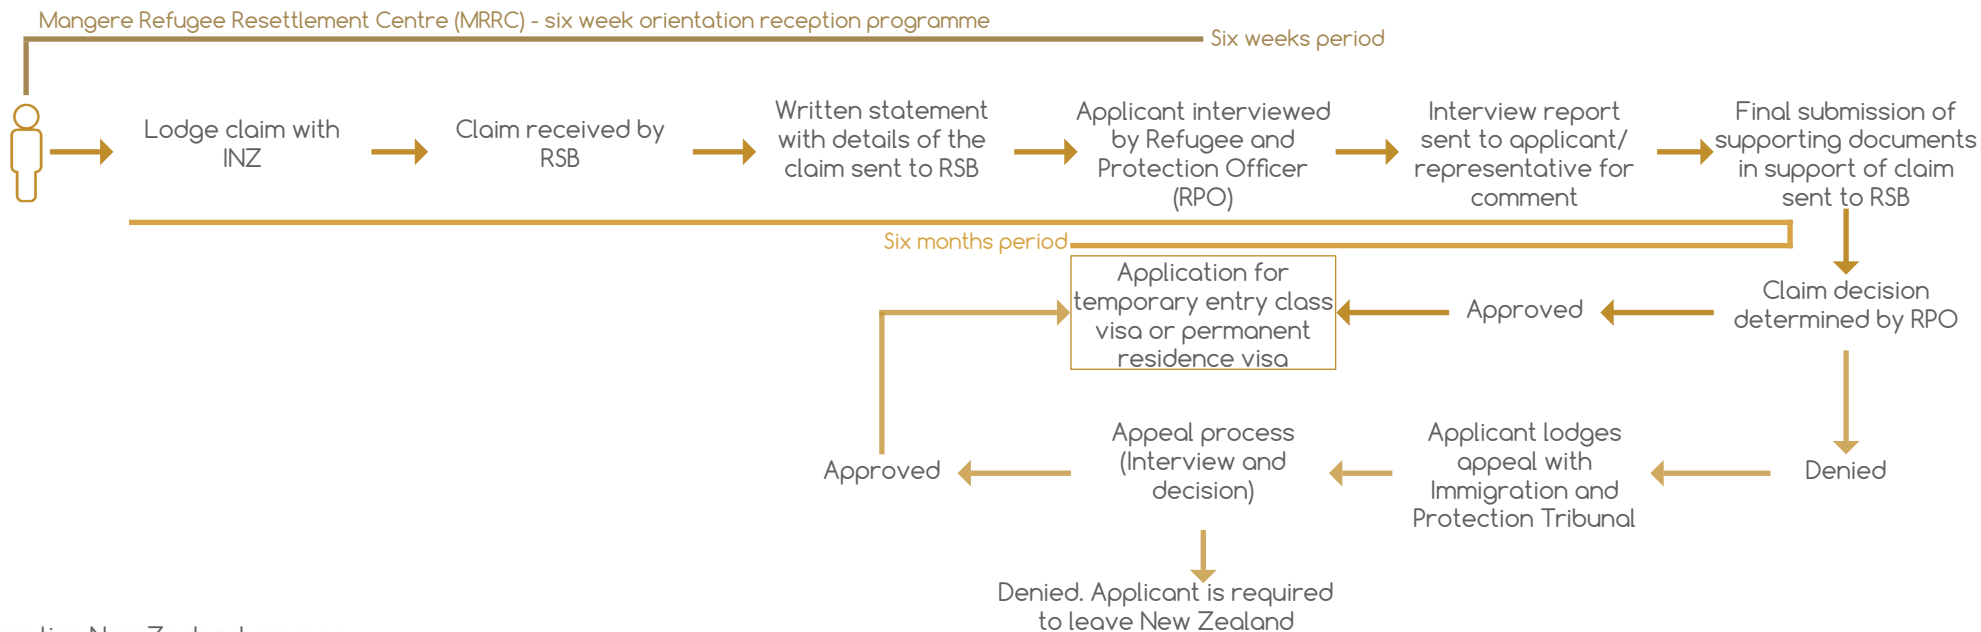 Mangere Refugee Resettlement Centre (MRRC) - six week orientation reception programme
Six weeks period
Lodge claim with
INZ
Claim received by
RSB
Written statement
with details of the
claim sent to RSB
Applicant interviewed
by Refugee and
Protection Officer
(RPO)
Interview report
sent to applicant/
representative for
comment
Final submission of
supporting documents
in support of claim
sent to RSB
Six months period
Application for
temporary entry class
visa or permanent
residence visa
Approved
Claim decision
determined by RPO
Approved
Appeal process
(Interview and
decision)
Applicant lodges
appeal with
Immigration and
Protection Tribunal
Denied
Denied. Applicant is required
to leave New Zealand
New Zealand